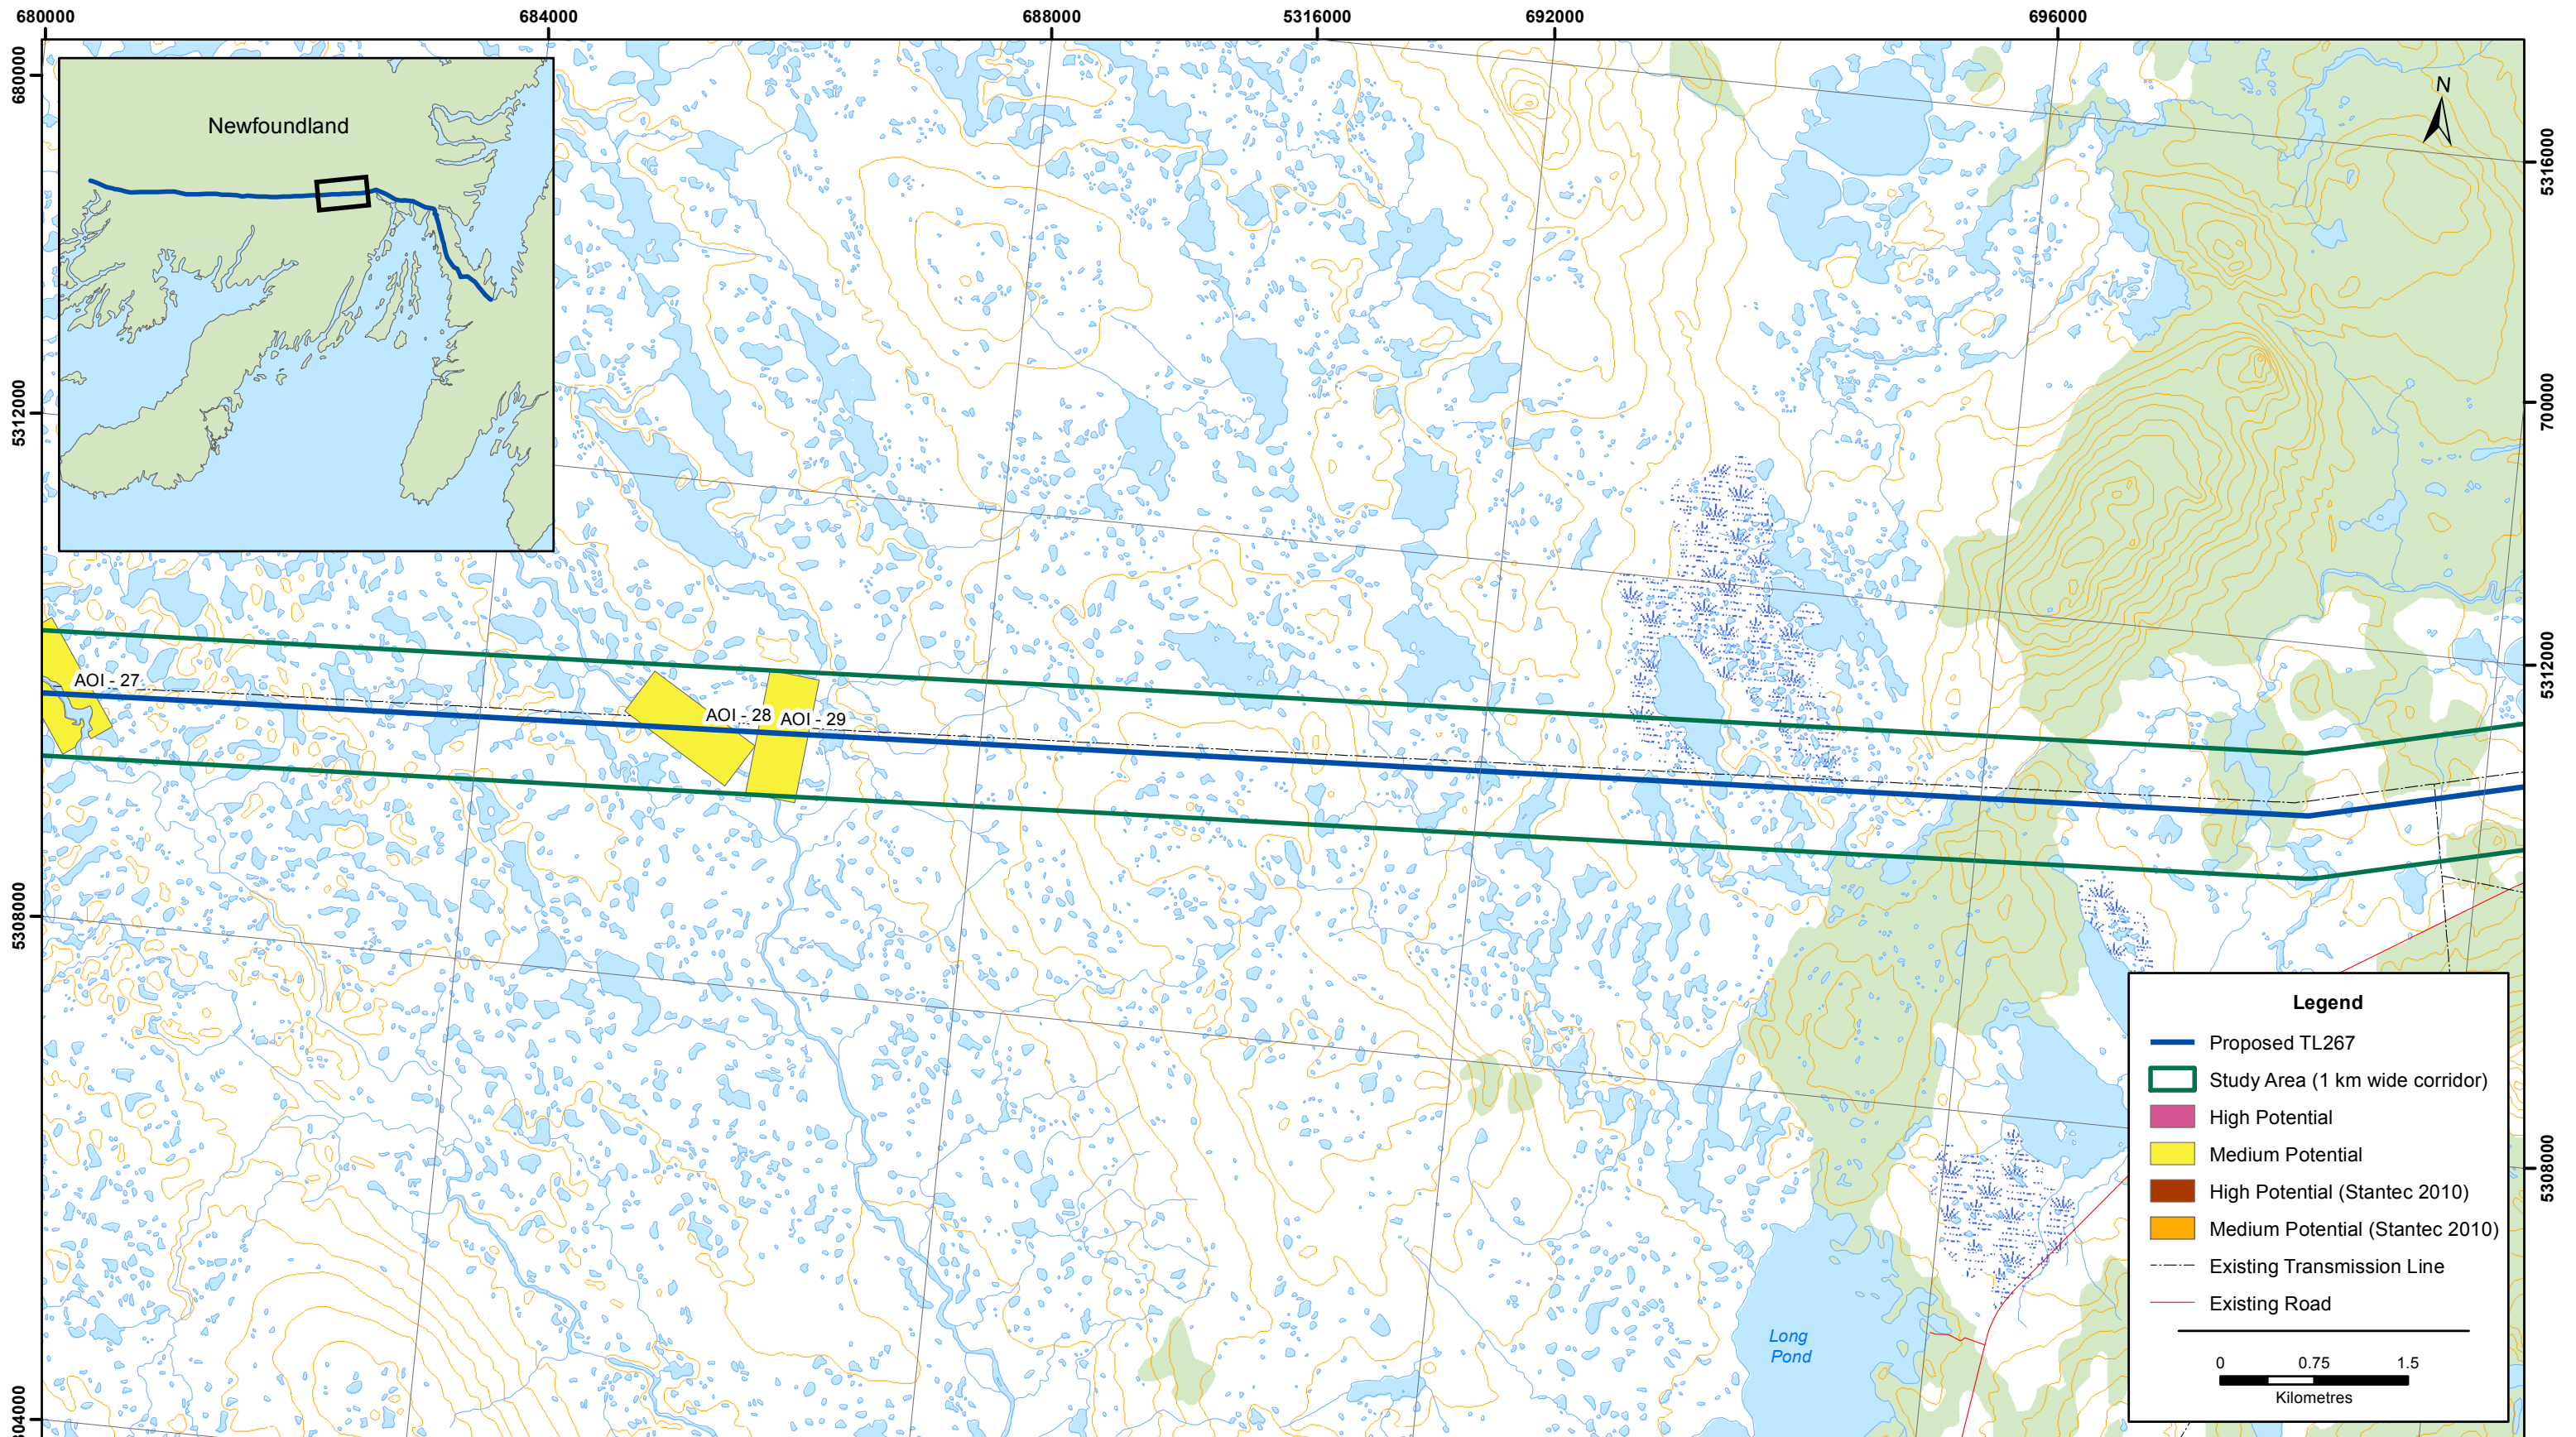 680000 684000 688000 5316000 692000 696000
680000
5312000
5308000
5316000
700000
5312000
5308000
Newfoundland
N
AOI - 27
AOI - 28
AOI - 29
Long
Pond
Legend
Proposed TL267
Study Area (1 km wide corridor)
High Potential
Medium Potential
High Potential (Stantec 2010)
Medium Potential (Stantec 2010)
Existing Transmission Line
Existing Road
0 0.75 1.5
Kilometres